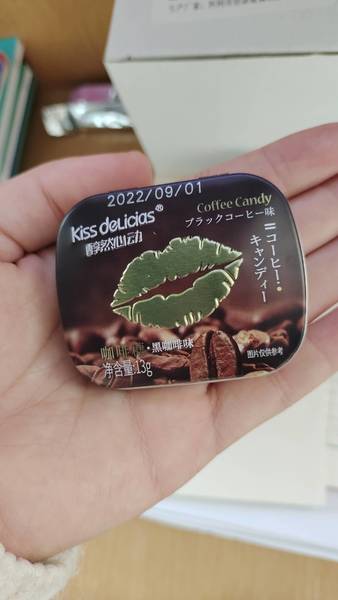 2022/09/01
Kiss deLicias®
醇然心动
Coffee Candy
ブラックコーヒー味
コーヒー
キャンディー
咖啡糖·黑咖啡味
净含量:13g
图片仅供参考